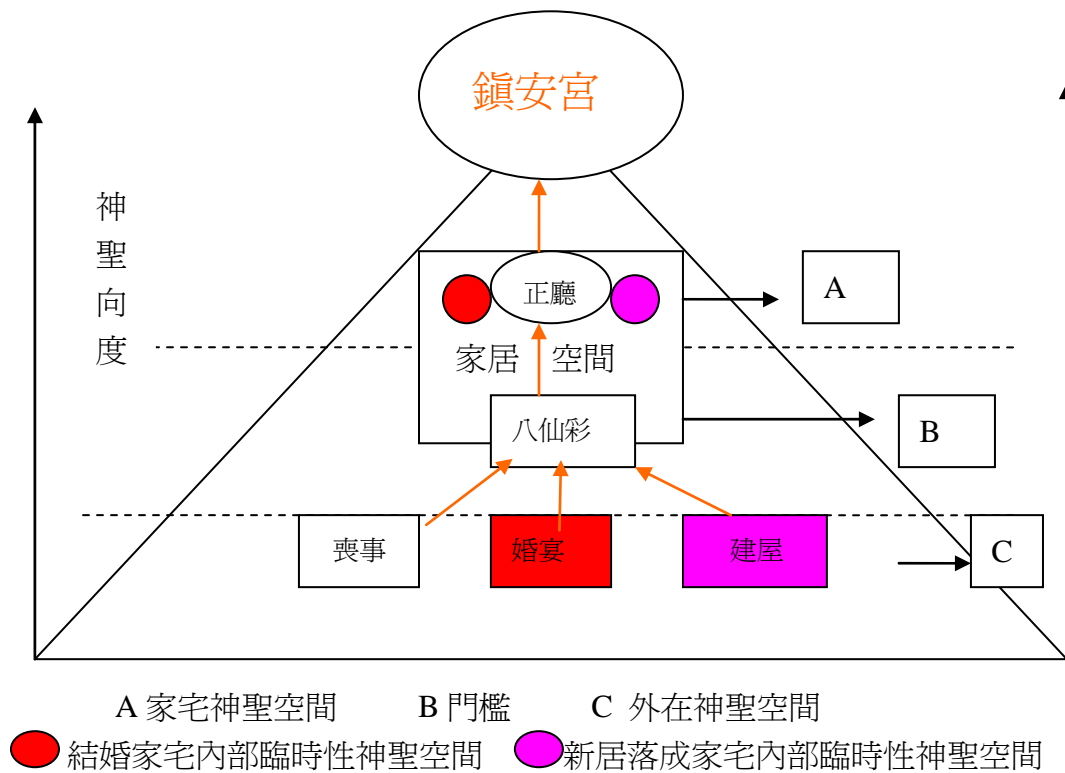 鎮安宮
神聖向度
正廳
A
家居 空間
八仙彩
B
喪事
婚宴
建屋
C
A 家宅神聖空間 B 門檻 C 外在神聖空間
結婚家宅內部臨時性神聖空間 新居落成家宅內部臨時性神聖空間